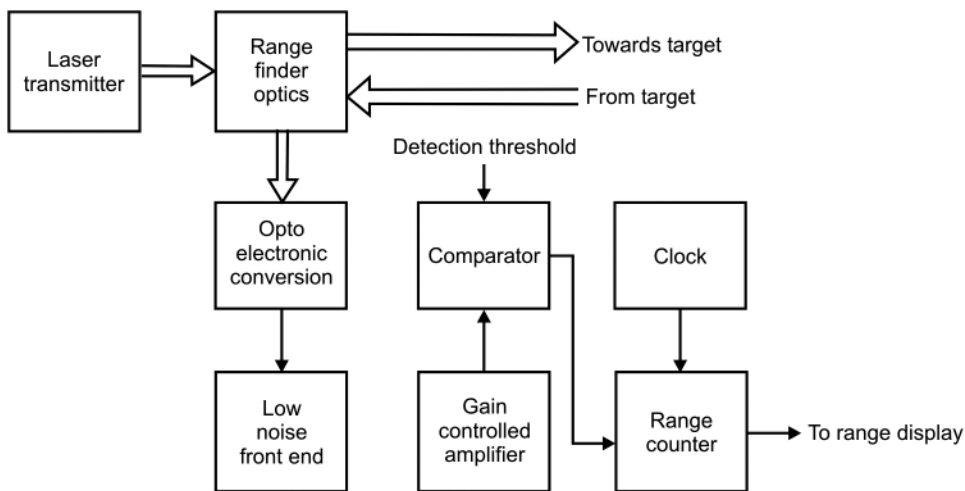 Laser
transmitter
Range
finder
optics
Towards target
From target
Detection threshold
Opto
electronic
conversion
Comparator
Clock
Low
noise
front end
Gain
controlled
amplifier
Range
counter
To range display